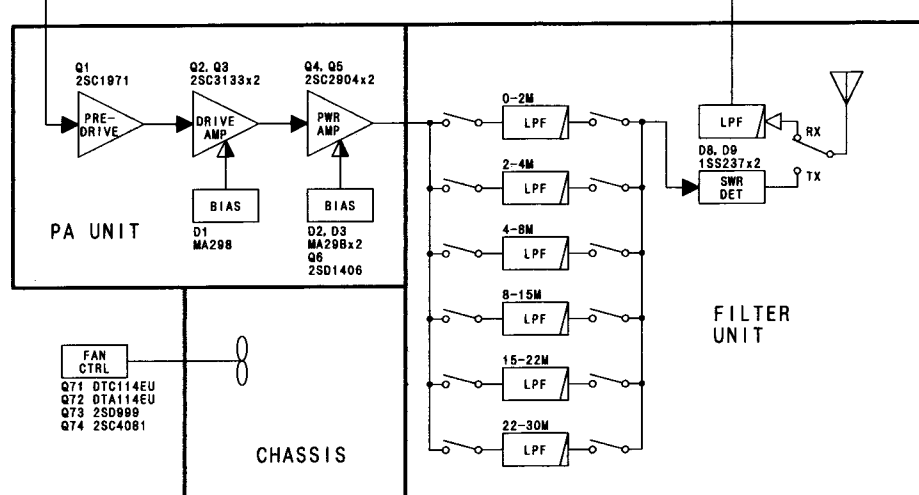 Q1
2SC1971
PRE-
DRIVE
Q2, Q3
2SC3133x2
DRIVE
AMP
Q4, Q5
2SC2904x2
PWR
AMP
BIAS
D1
MA298
BIAS
D2, D3
MA298x2
Q6
2SD1406
PA UNIT
FAN
CTRL
Q71 DTC114EU
Q72 DTA114EU
Q73 2SD999
Q74 2SC4081
CHASSIS
0-2M
LPF
2-4M
LPF
4-8M
LPF
8-15M
LPF
15-22M
LPF
22-30M
LPF
LPF
RX
D8, D9
1SS237x2
SWR
DET
TX
FILTER
UNIT